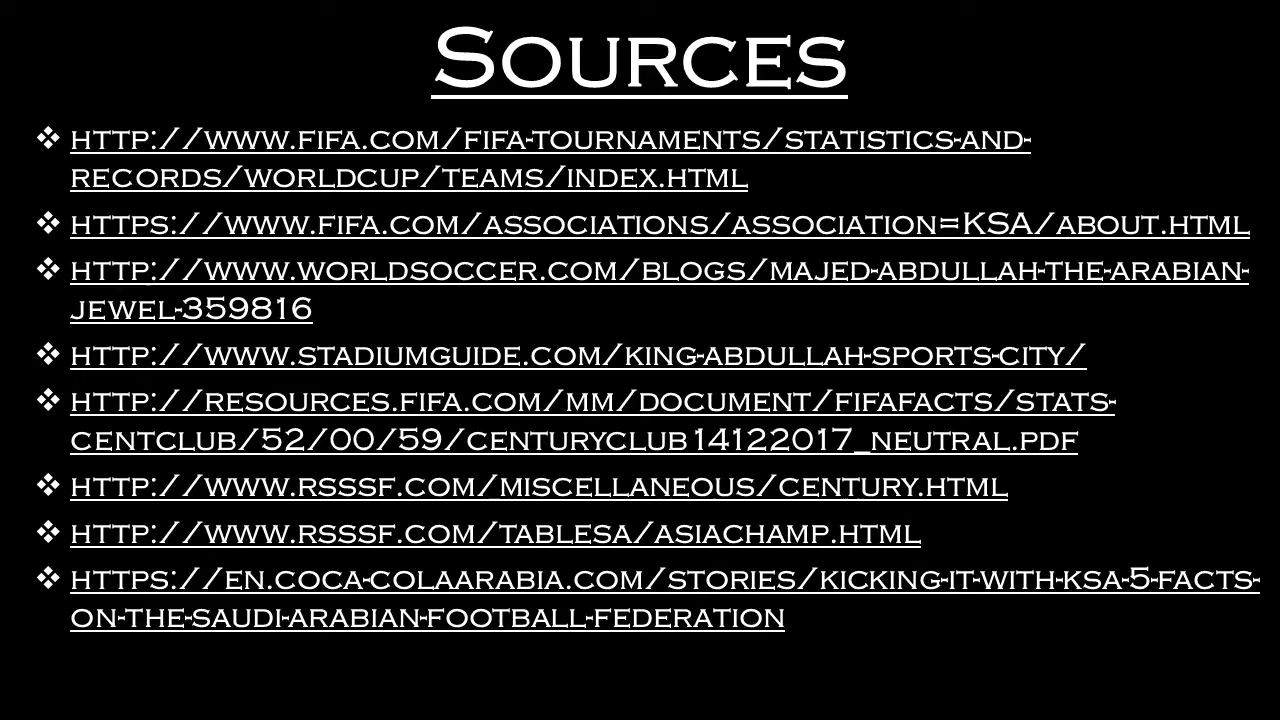 Sources
❖ http://www.fifa.com/fifa-tournaments/statistics-and-
records/worldcup/teams/index.html
❖ https://www.fifa.com/associations/association=KSA/about.html
❖ http://www.worldsoccer.com/blogs/majed-abdullah-the-arabian-
jewel-359816
❖ http://www.stadiumguide.com/king-abdullah-sports-city/
❖ http://resources.fifa.com/mm/document/fifafacts/stats-
centclub/52/00/59/centuryclub14122017_neutral.pdf
❖ http://www.rsssf.com/miscellaneous/century.html
❖ http://www.rsssf.com/tablesa/asiachamp.html
❖ https://en.coca-colaarabia.com/stories/kicking-it-with-ksa-5-facts-
on-the-saudi-arabian-football-federation